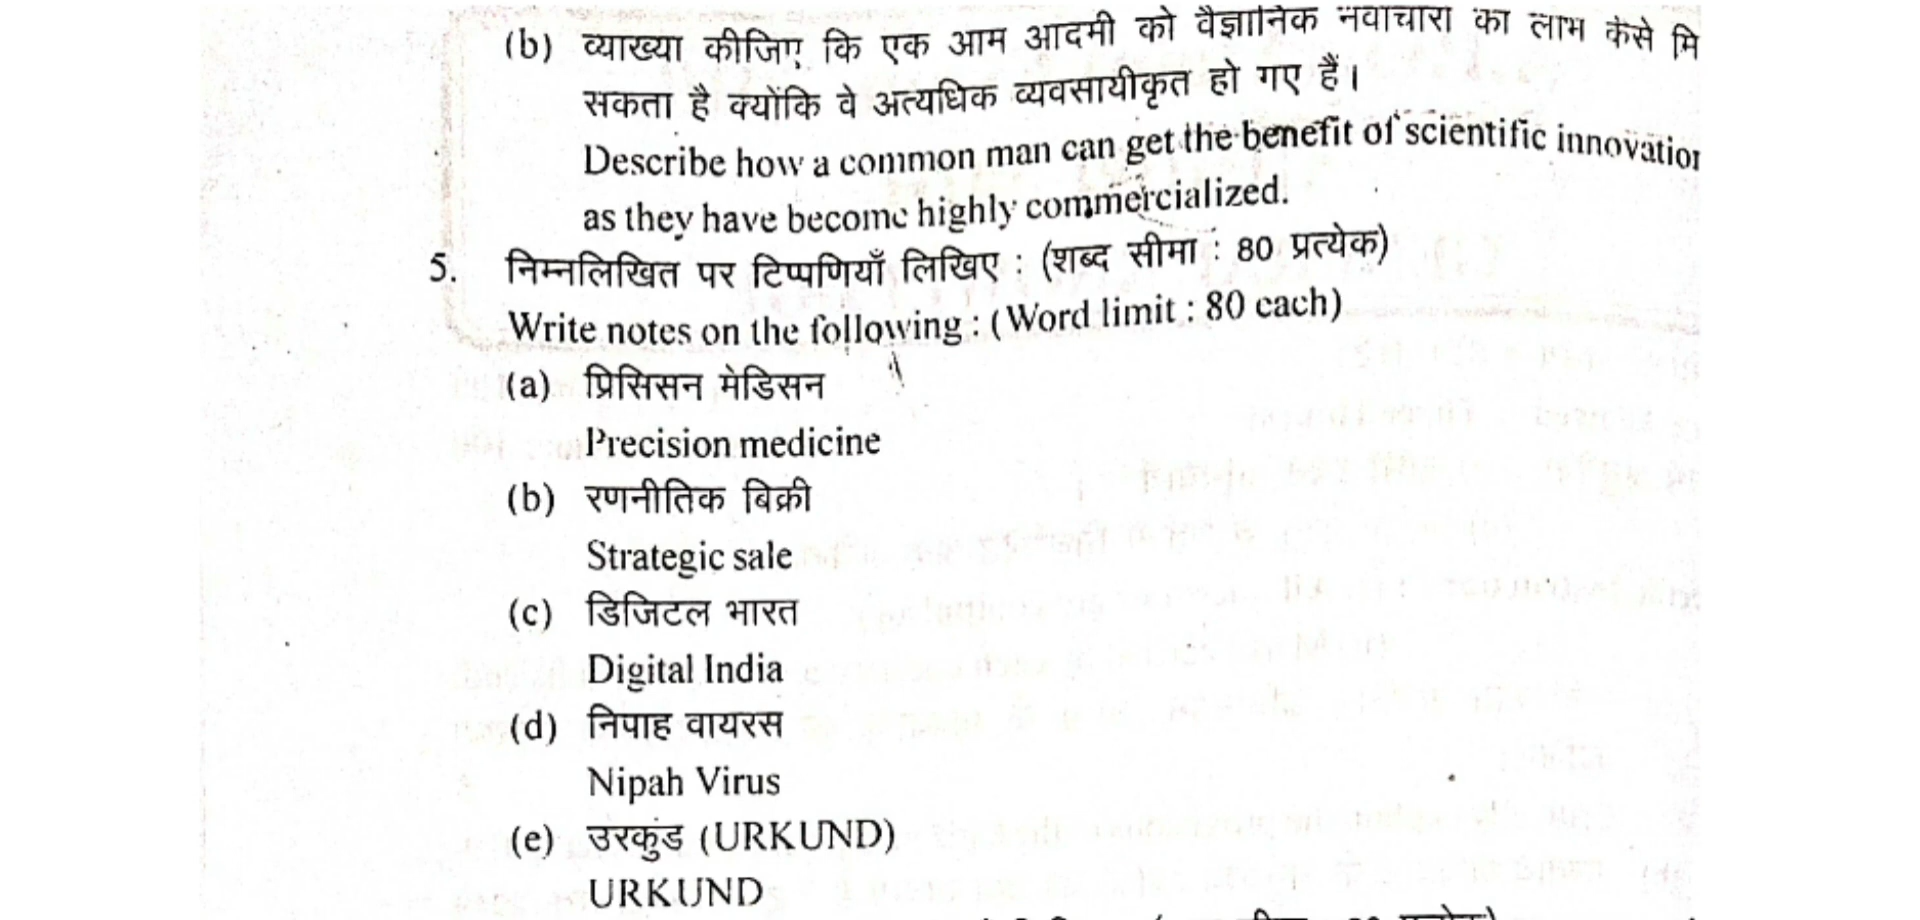 (b) व्याख्या कीजिए कि एक आम आदमी को वैज्ञानिक नवाचारों का लाभ कैसे मि
सकता है क्योंकि वे अत्यधिक व्यवसायीकृत हो गए हैं।
Describe how a common man can get the benefit of scientific innovation
as they have become highly commercialized.
5. निम्नलिखित पर टिप्पणियाँ लिखिए : (शब्द सीमा : 80 प्रत्येक)
Write notes on the following : (Word limit : 80 each)
(a) प्रिसिसन मेडिसन
Precision medicine
(b) रणनीतिक बिक्री
Strategic sale
(c) डिजिटल भारत
Digital India
(d) निपाह वायरस
Nipah Virus
(e) उरकुंड (URKUND)
URKUND